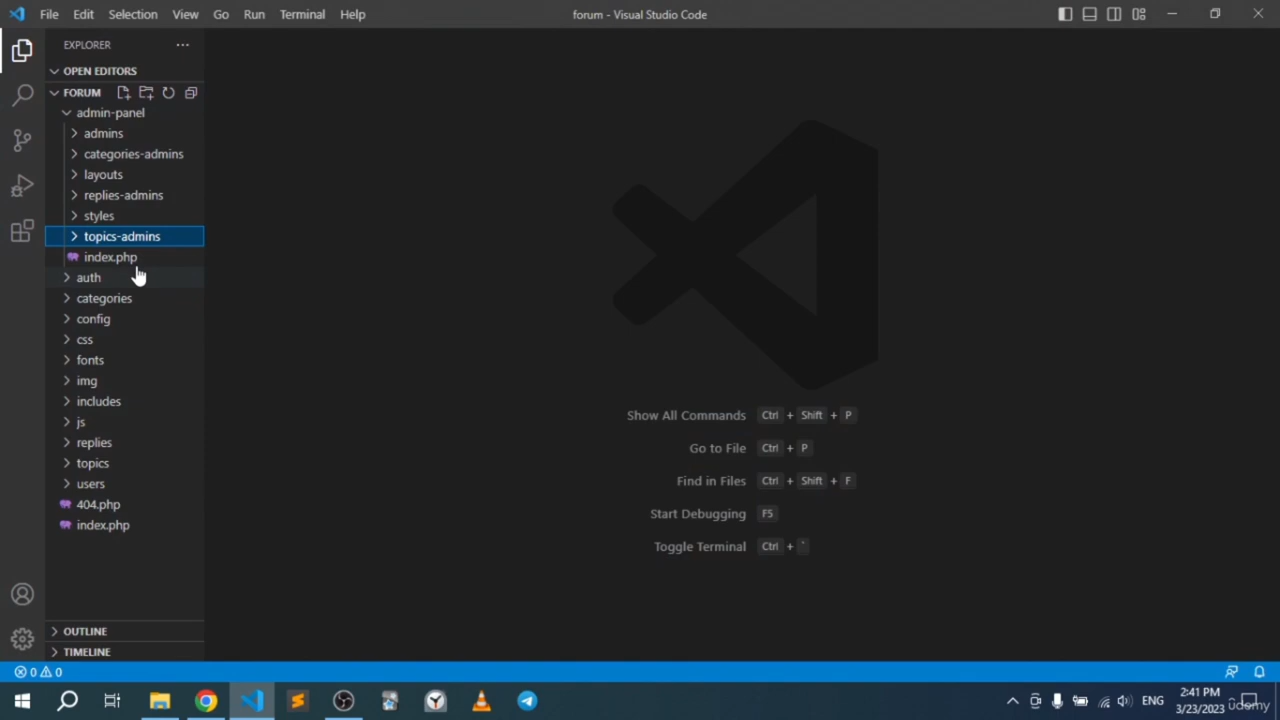 File Edit Selection View Go Run Terminal Help forum - Visual Studio Code
EXPLORER
OPEN EDITORS
FORUM
admin-panel
admins
categories-admins
layouts
replies-admins
styles
topics-admins
index.php
auth
categories
config
css
fonts
img
includes
js
replies
topics
users
404.php
index.php
Show All Commands Ctrl + Shift + P
Go to File Ctrl + P
Find in Files Ctrl + Shift + F
Start Debugging F5
Toggle Terminal Ctrl + `
OUTLINE
TIMELINE
0 0
ENG
2:41 PM
3/23/2023
udemy